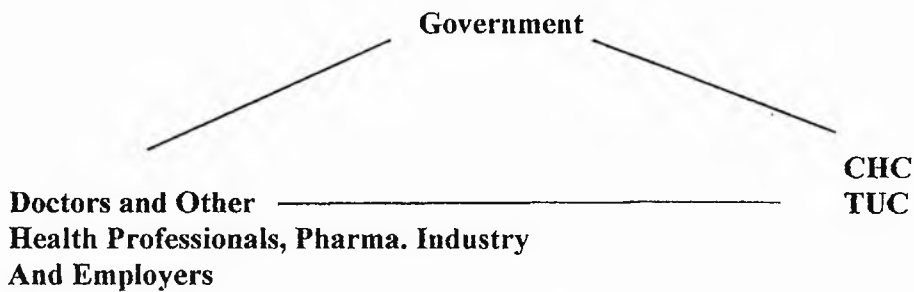 Government
CHC
Doctors and Other
TUC
Health Professionals, Pharma. Industry
And Employers